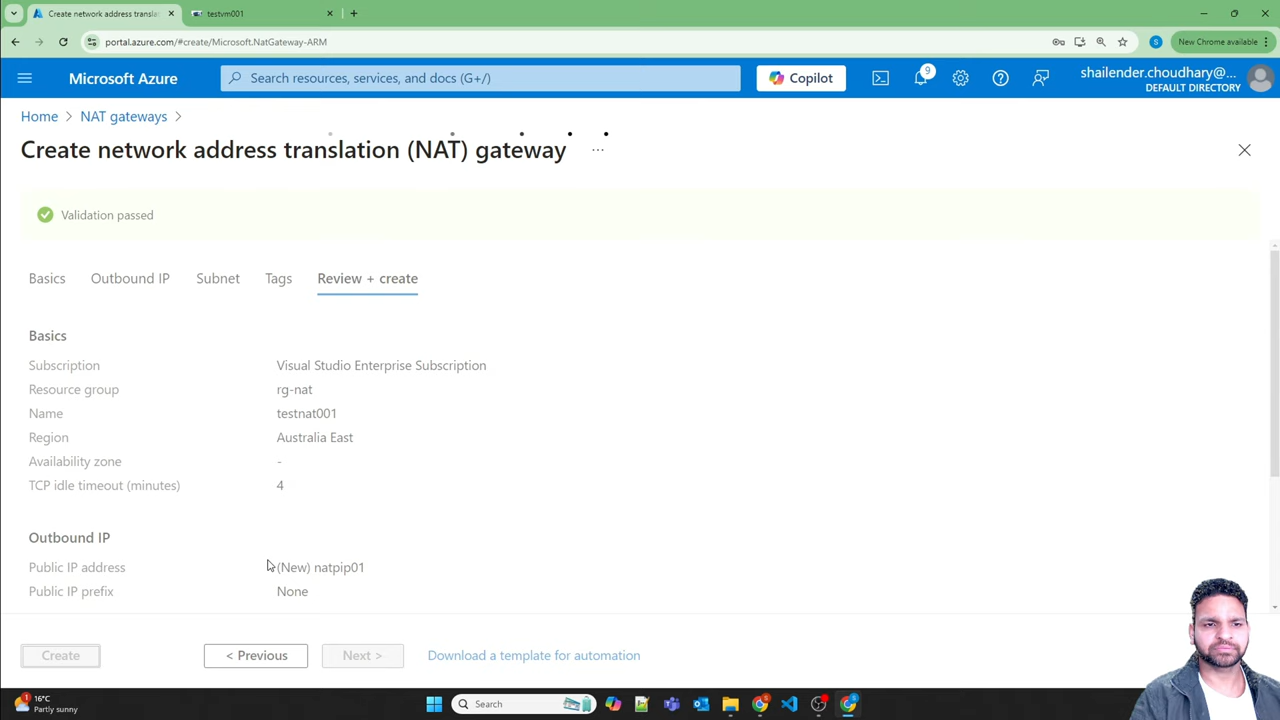 Create network address transla
testvm001
portal.azure.com/#create/Microsoft.NatGateway-ARM
S
New Chrome available
Microsoft Azure
Search resources, services, and docs (G+/)
Copilot
9
shailender.choudhary@...
DEFAULT DIRECTORY
Home > NAT gateways >
Create network address translation (NAT) gateway ...
Validation passed
Basics Outbound IP Subnet Tags Review + create
Basics
Subscription Visual Studio Enterprise Subscription
Resource group rg-nat
Name testnat001
Region Australia East
Availability zone -
TCP idle timeout (minutes) 4
Outbound IP
Public IP address (New) natpip01
Public IP prefix None
Create < Previous Next > Download a template for automation
1
16°C
Partly sunny
Search